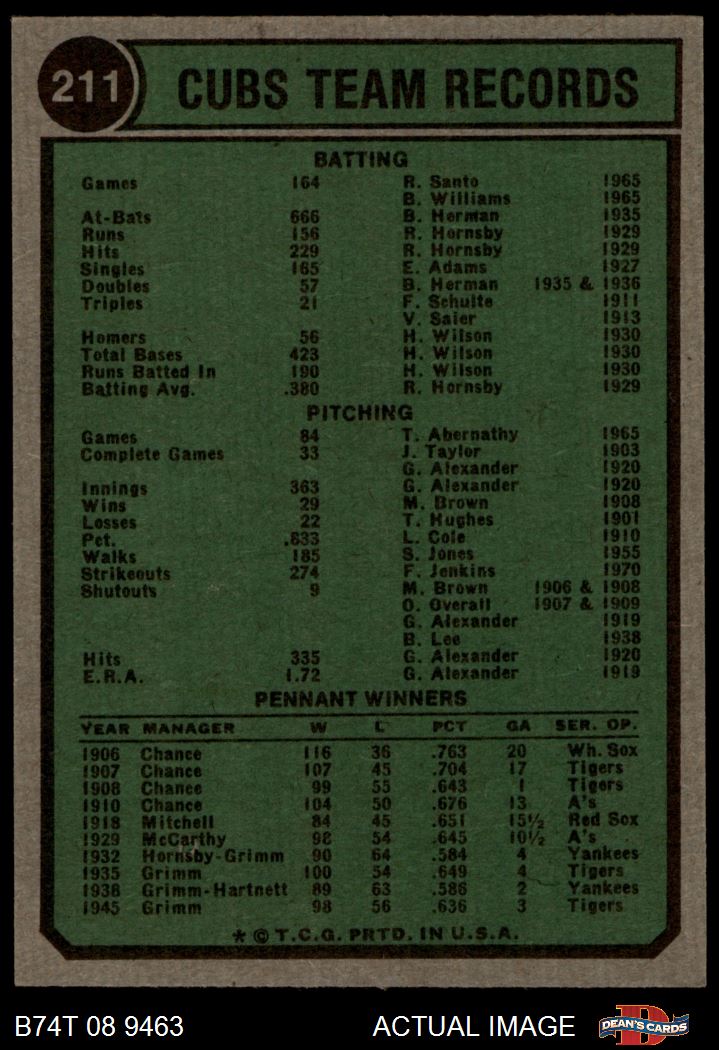 211 CUBS TEAM RECORDS
BATTING
Games 164 R. Santo 1965
B. Williams 1965
At-Bats 666 B. Herman 1935
Runs 156 R. Hornsby 1929
Hits 229 R. Hornsby 1929
Singles 165 E. Adams 1927
Doubles 57 B. Herman 1935 & 1936
Triples 21 F. Schulte 1911
V. Saier 1913
Homers 56 H. Wilson 1930
Total Bases 423 H. Wilson 1930
Runs Batted In 190 H. Wilson 1930
Batting Avg. .380 R. Hornsby 1929
PITCHING
Games 84 T. Abernathy 1965
Complete Games 33 J. Taylor 1903
G. Alexander 1920
Innings 363 G. Alexander 1920
Wins 29 M. Brown 1908
Losses 22 T. Hughes 1901
Pct. .833 L. Cole 1910
Walks 185 S. Jones 1955
Strikeouts 274 F. Jenkins 1970
Shutouts 9 M. Brown 1906 & 1908
O. Overall 1907 & 1909
G. Alexander 1919
B. Lee 1938
Hits 335 G. Alexander 1920
E.R.A. 1.72 G. Alexander 1919
PENNANT WINNERS
YEAR MANAGER W L PCT GA SER. OP.
1906 Chance 116 36 .763 20 Wh. Sox
1907 Chance 107 45 .704 17 Tigers
1908 Chance 99 55 .643 1 Tigers
1910 Chance 104 50 .676 13 A's
1918 Mitchell 84 45 .651 15½ Red Sox
1929 McCarthy 98 54 .645 10½ A's
1932 Hornsby-Grimm 90 64 .584 4 Yankees
1935 Grimm 100 54 .649 4 Tigers
1938 Grimm-Hartnett 89 63 .586 2 Yankees
1945 Grimm 98 56 .636 3 Tigers
* © T.C.G. PRTD. IN U.S.A.
B74T 08 9463 ACTUAL IMAGE DEAN'S CARDS